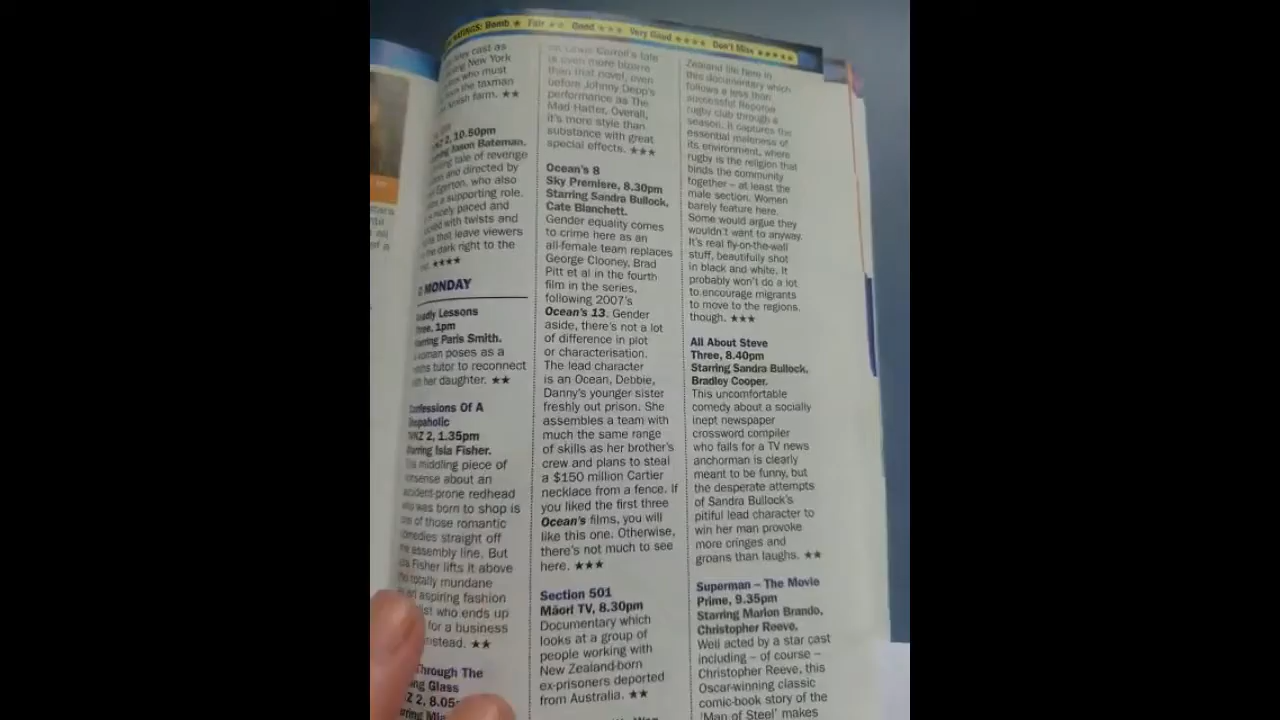 RATINGS: Bomb ★ Fair ★★ Good ★★★ Very Good ★★★★ Don't Miss ★★★★★
cast as
New York
who must
the taxman
farm. ★★
2, 10.50pm
Jason Bateman.
tale of revenge
and directed by
Egerton, who also
a supporting role.
nicely paced and
with twists and
that leave viewers
dark right to the
★★★★
MONDAY
Deadly Lessons
Three, 1pm
Starring Paris Smith.
woman poses as a
tutor to reconnect
her daughter. ★★
Confessions Of A
Shopaholic
TVNZ 2, 1.35pm
Starring Isla Fisher.
This middling piece of
nonsense about an
accident-prone redhead
who was born to shop is
one of those romantic
comedies straight off
the assembly line. But
Isla Fisher lifts it above
the totally mundane
aspiring fashion
who ends up
for a business
instead. ★★
Through The
Glass
2, 8.05
Carroll's tale
is even more bizarre
than that novel, even
before Johnny Depp's
performance as The
Mad Hatter. Overall,
it's more style than
substance with great
special effects. ★★★
Ocean's 8
Sky Premiere, 8.30pm
Starring Sandra Bullock,
Cate Blanchett.
Gender equality comes
to crime here as an
all-female team replaces
George Clooney, Brad
Pitt et al in the fourth
film in the series,
following 2007's
Ocean's 13. Gender
aside, there's not a lot
of difference in plot
or characterisation.
The lead character
is an Ocean, Debbie,
Danny's younger sister
freshly out prison. She
assembles a team with
much the same range
of skills as her brother's
crew and plans to steal
a $150 million Cartier
necklace from a fence. If
you liked the first three
Ocean's films, you will
like this one. Otherwise,
there's not much to see
here. ★★★
Section 501
Māori TV, 8.30pm
Documentary which
looks at a group of
people working with
New Zealand-born
ex-prisoners deported
from Australia. ★★
Zealand life here in
this documentary which
follows a less than
successful Reporoa
rugby club through a
season. It captures the
essential maleness of
its environment, where
rugby is the religion that
binds the community
together – at least the
male section. Women
barely feature here.
Some would argue they
wouldn't want to anyway.
It's real fly-on-the-wall
stuff, beautifully shot
in black and white. It
probably won't do a lot
to encourage migrants
to move to the regions,
though. ★★★
All About Steve
Three, 8.40pm
Starring Sandra Bullock,
Bradley Cooper.
This uncomfortable
comedy about a socially
inept newspaper
crossword compiler
who falls for a TV news
anchorman is clearly
meant to be funny, but
the desperate attempts
of Sandra Bullock's
pitiful lead character to
win her man provoke
more cringes and
groans than laughs. ★★
Superman – The Movie
Prime, 9.35pm
Starring Marlon Brando,
Christopher Reeve.
Well acted by a star cast
including – of course –
Christopher Reeve, this
Oscar-winning classic
comic-book story of the
'Man of Steel' makes